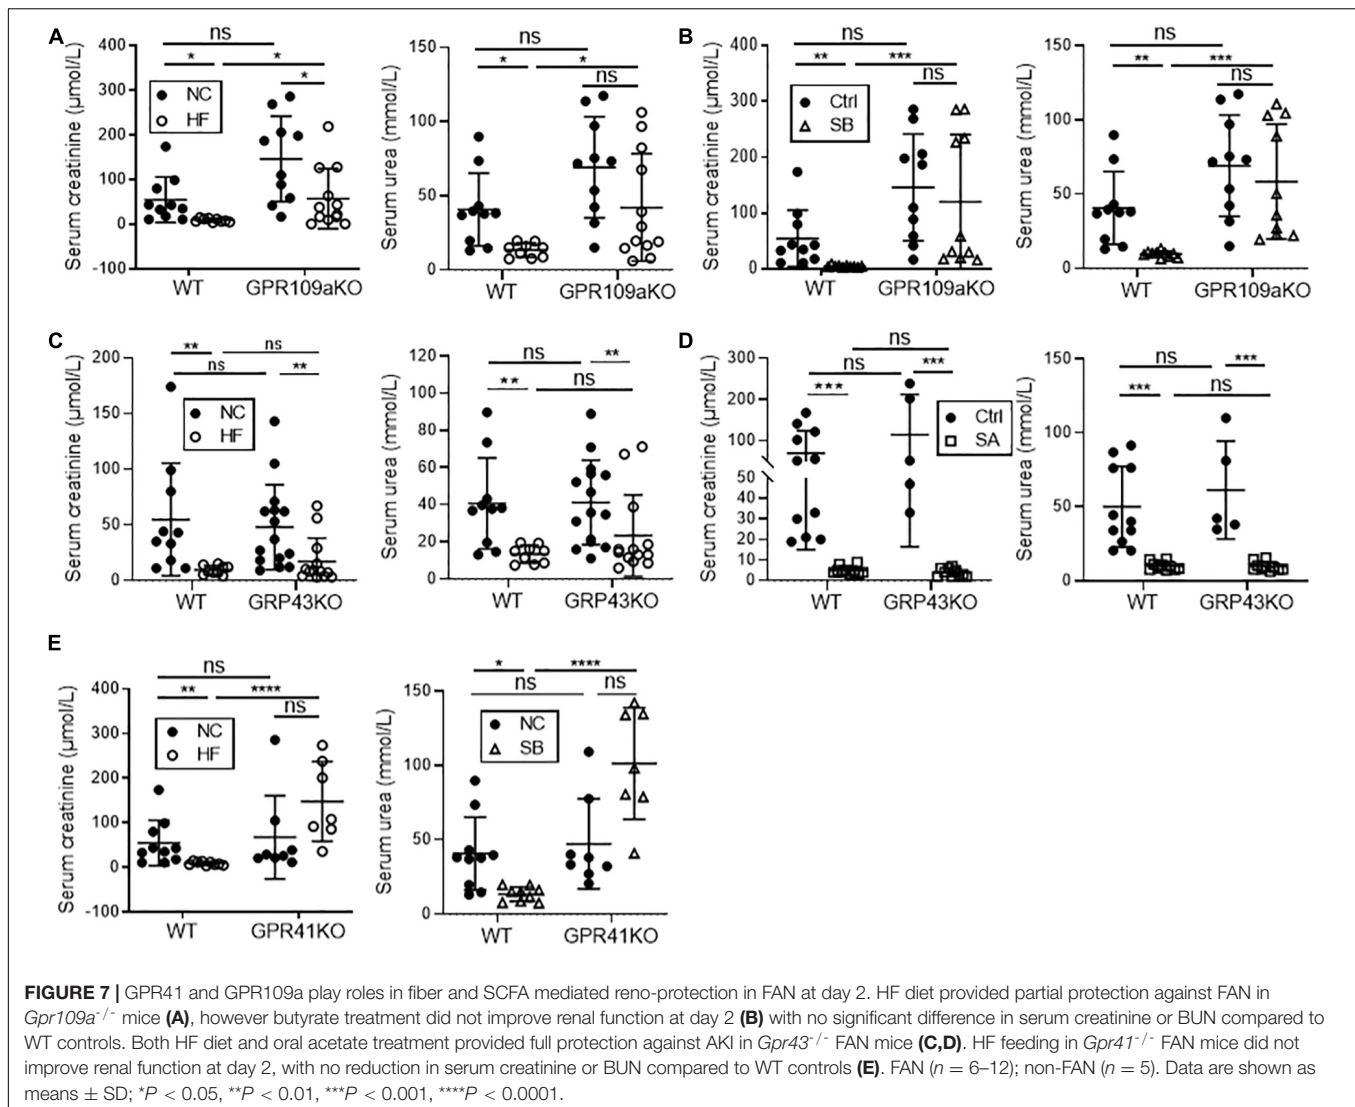 A
ns
*
*
*
Serum creatinine (µmol/L)
400
300
200
100
0
-100
NC
HF
WT
GPR109aKO
ns
*
*
ns
Serum urea (mmol/L)
150
100
50
0
WT
GPR109aKO
B
ns
**
***
ns
Serum creatinine (µmol/L)
400
300
200
100
0
Ctrl
SB
WT
GPR109aKO
ns
**
***
ns
Serum urea (mmol/L)
150
100
50
0
WT
GPR109aKO
C
**
ns
ns
**
Serum creatinine (µmol/L)
200
150
100
50
0
NC
HF
WT
GRP43KO
ns
**
**
ns
Serum urea (mmol/L)
120
100
80
60
40
20
0
WT
GRP43KO
D
ns
ns
***
***
Serum creatinine (µmol/L)
300
200
100
50
40
30
20
10
0
Ctrl
SA
WT
GRP43KO
ns
***
***
ns
Serum urea (mmol/L)
150
100
50
0
WT
GRP43KO
E
ns
**
****
ns
Serum creatinine (µmol/L)
400
300
200
100
0
-100
NC
HF
WT
GPR41KO
*
****
ns
ns
Serum urea (mmol/L)
150
100
50
0
NC
SB
WT
GPR41KO
FIGURE 7 | GPR41 and GPR109a play roles in fiber and SCFA mediated reno-protection in FAN at day 2. HF diet provided partial protection against FAN in
Gpr109a-/- mice (A), however butyrate treatment did not improve renal function at day 2 (B) with no significant difference in serum creatinine or BUN compared to
WT controls. Both HF diet and oral acetate treatment provided full protection against AKI in Gpr43-/- FAN mice (C,D). HF feeding in Gpr41-/- FAN mice did not
improve renal function at day 2, with no reduction in serum creatinine or BUN compared to WT controls (E). FAN (n = 6–12); non-FAN (n = 5). Data are shown as
means ± SD; *P < 0.05, **P < 0.01, ***P < 0.001, ****P < 0.0001.